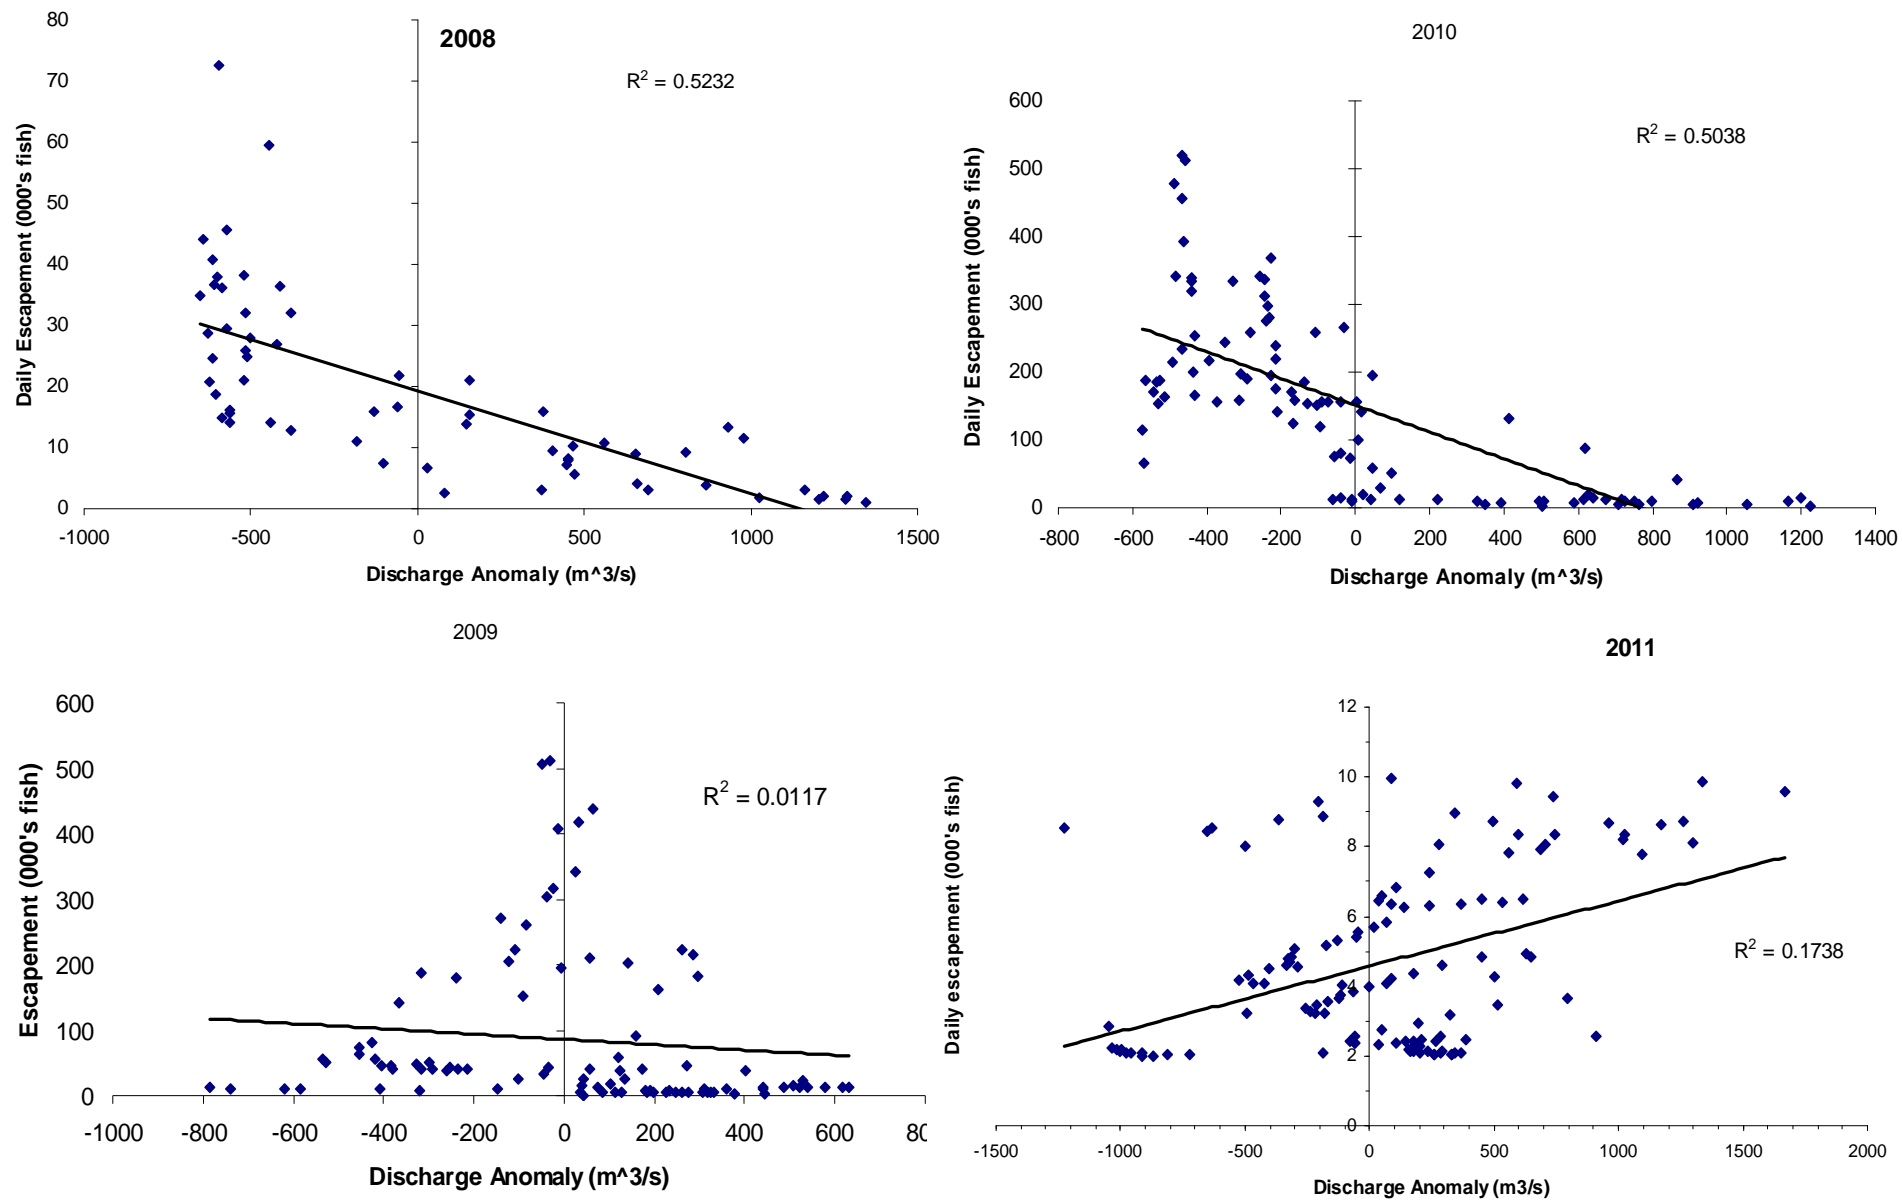 2008
R² = 0.5232
80
70
60
50
40
30
20
10
0
-1000 -500 0 500 1000 1500
Daily Escapement (000's fish)
Discharge Anomaly (m^3/s)
2010
R² = 0.5038
600
500
400
300
200
100
0
-800 -600 -400 -200 0 200 400 600 800 1000 1200 1400
Daily Escapement (000's fish)
Discharge Anomaly (m^3/s)
2009
R² = 0.0117
600
500
400
300
200
100
0
-1000 -800 -600 -400 -200 0 200 400 600 80
Escapement (000's fish)
Discharge Anomaly (m^3/s)
2011
R² = 0.1738
12
10
8
6
4
2
0
-1500 -1000 -500 0 500 1000 1500 2000
Daily escapement (000's fish)
Discharge Anomaly (m3/s)